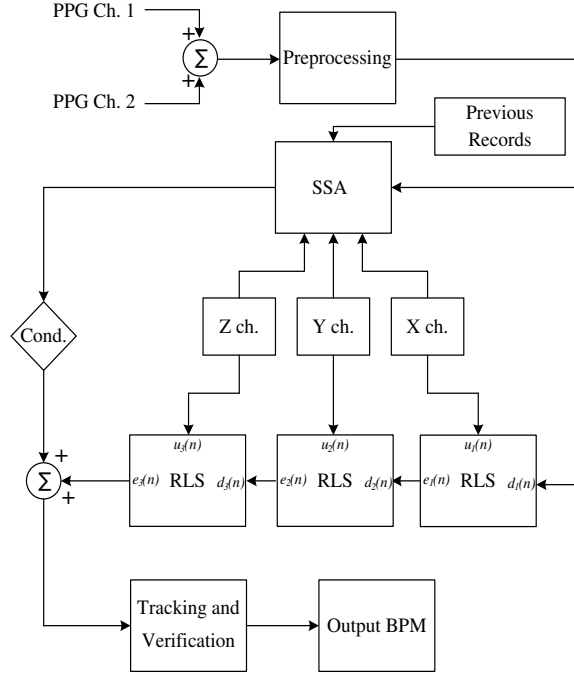 PPG Ch. 1
+
Σ
+
PPG Ch. 2
Preprocessing
Previous
Records
SSA
Cond.
Z ch.
Y ch.
X ch.
u₃(n)
e₃(n) RLS d₃(n)
u₂(n)
e₂(n) RLS d₂(n)
u₁(n)
e₁(n) RLS d₁(n)
+
Σ
+
Tracking and
Verification
Output BPM